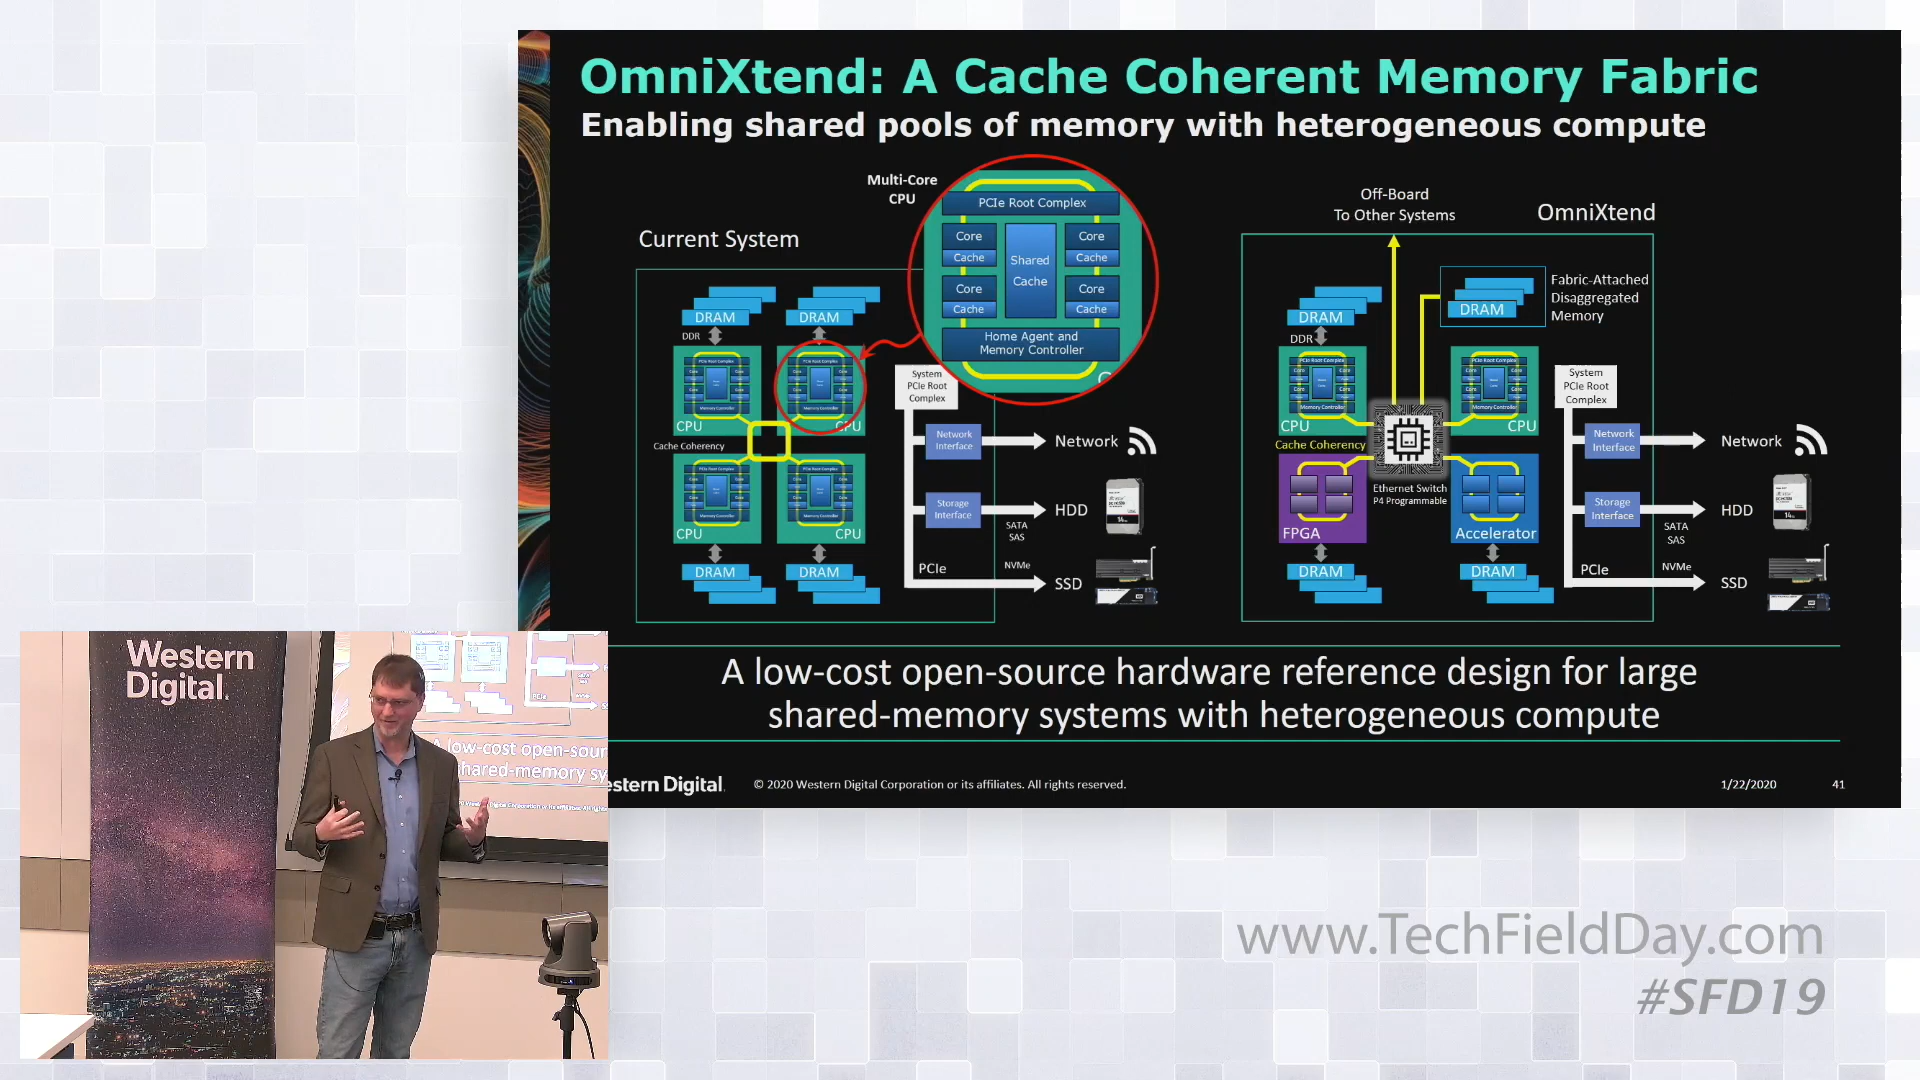 OmniXtend: A Cache Coherent Memory Fabric
Enabling shared pools of memory with heterogeneous compute
Multi-Core
CPU
PCIe Root Complex
Core
Core
Cache
Cache
Shared
Cache
Core
Core
Cache
Cache
Home Agent and
Memory Controller
Current System
DRAM
DRAM
DDR
CPU
CPU
Cache Coherency
CPU
CPU
DRAM
DRAM
System
PCIe Root
Complex
Network
Interface
Network
Storage
Interface
HDD
SATA
SAS
PCIe
NVMe
SSD
Off-Board
To Other Systems
OmniXtend
DRAM
DRAM
Fabric-Attached
Disaggregated
Memory
DDR
CPU
CPU
Cache Coherency
Ethernet Switch
P4 Programmable
FPGA
Accelerator
DRAM
DRAM
System
PCIe Root
Complex
Network
Interface
Network
Storage
Interface
HDD
SATA
SAS
PCIe
NVMe
SSD
A low-cost open-source hardware reference design for large
shared-memory systems with heterogeneous compute
estern Digital.
© 2020 Western Digital Corporation or its affiliates. All rights reserved.
1/22/2020
41
Western
Digital.
A low-cost open-sour
shared-memory sy
www.TechFieldDay.com
#SFD19